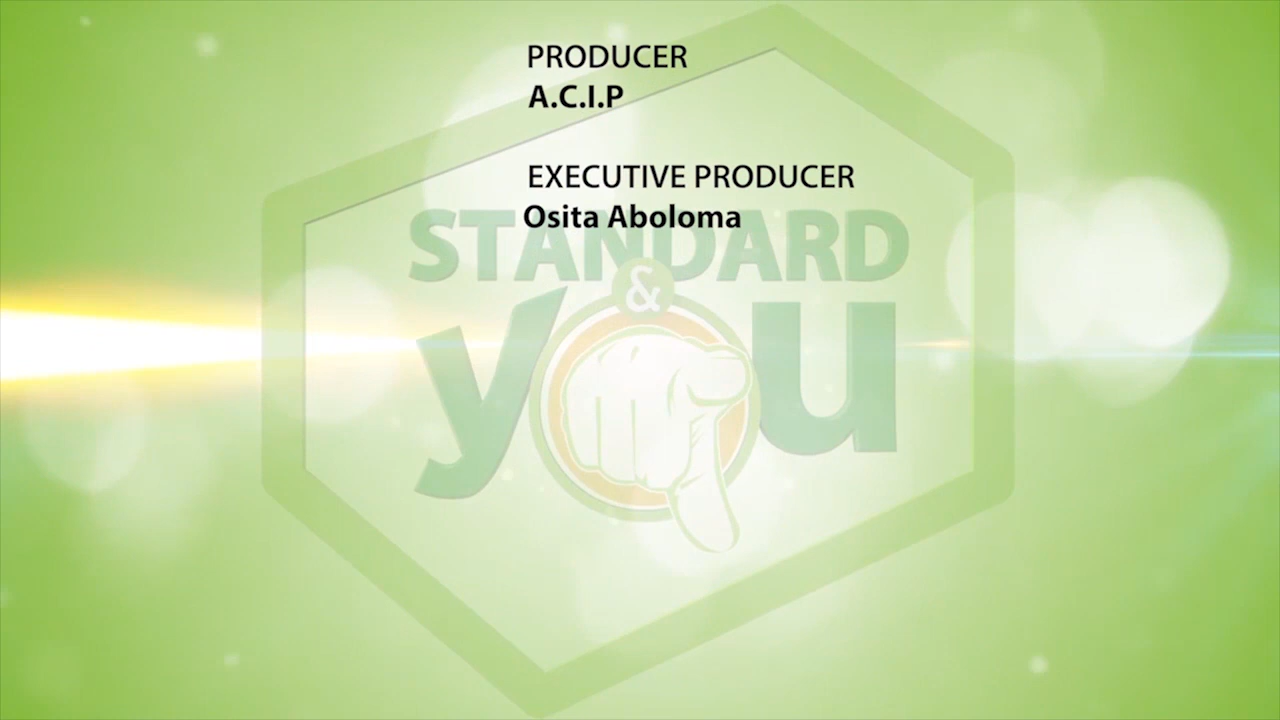 PRODUCER
A.C.I.P
EXECUTIVE PRODUCER
Osita Aboloma
STANDARD
&
you